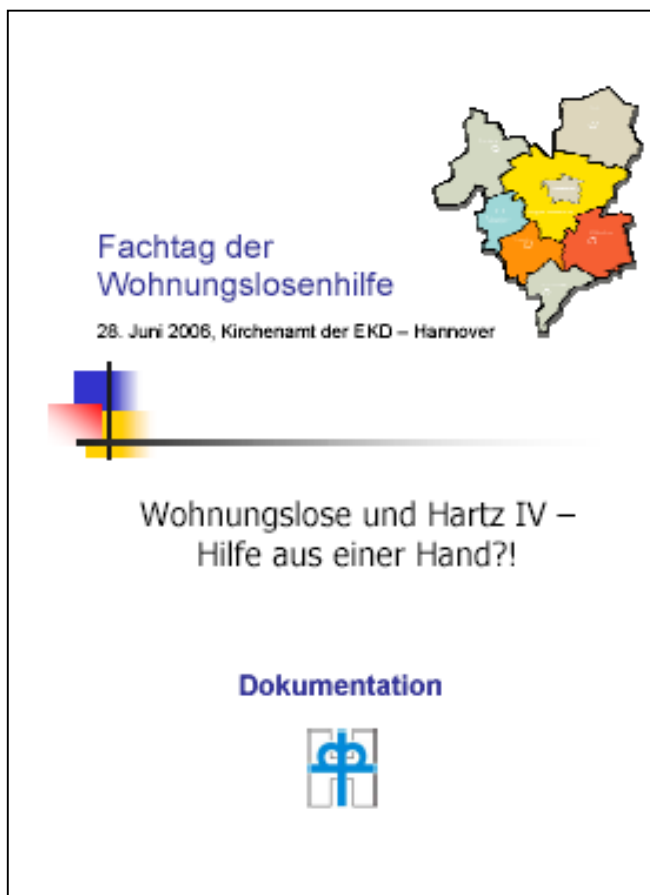 Fachtag der
Wohnungslosenhilfe
28. Juni 2006, Kirchenamt der EKD – Hannover
Wohnungslose und Hartz IV –
Hilfe aus einer Hand?!
Dokumentation